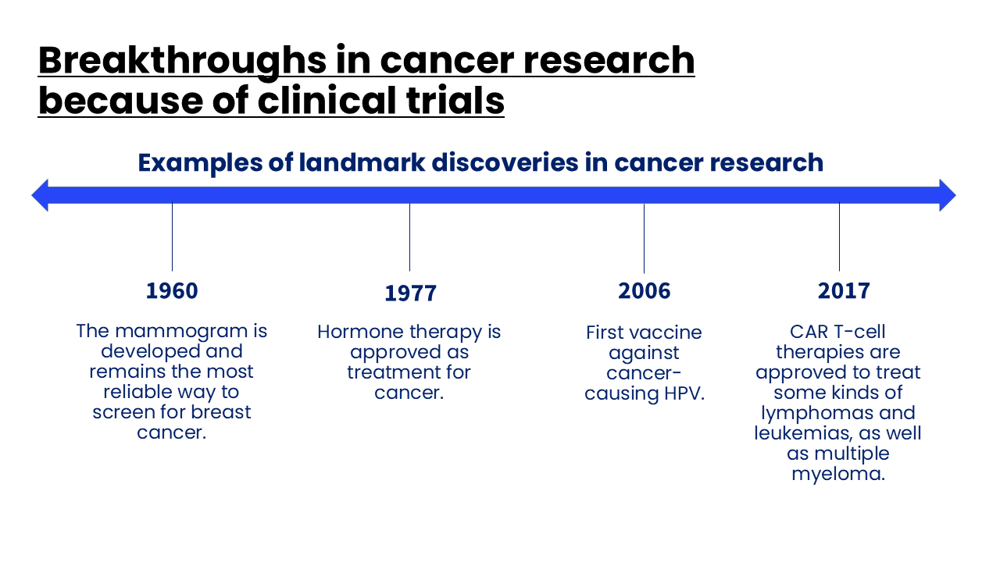 Breakthroughs in cancer research
because of clinical trials
Examples of landmark discoveries in cancer research
1960
The mammogram is
developed and
remains the most
reliable way to
screen for breast
cancer.
1977
Hormone therapy is
approved as
treatment for
cancer.
2006
First vaccine
against
cancer-
causing HPV.
2017
CAR T-cell
therapies are
approved to treat
some kinds of
lymphomas and
leukemias, as well
as multiple
myeloma.